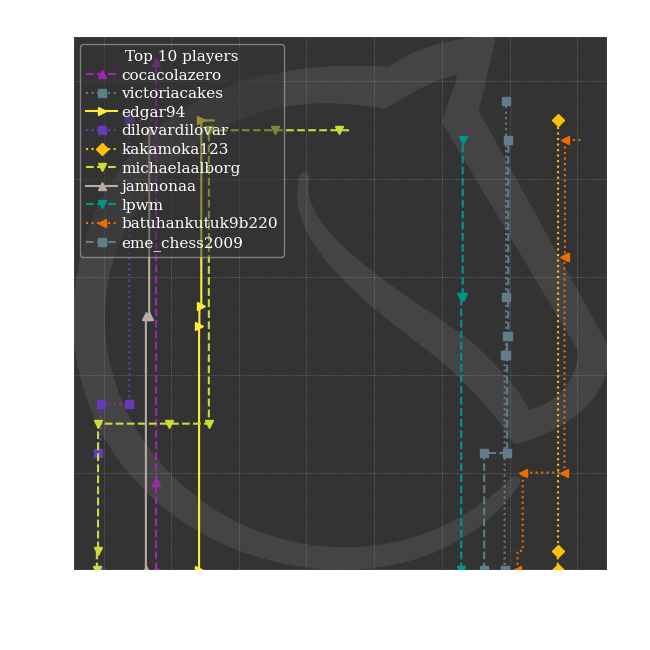 Top 10 players
cocacolazero
victoriacakes
edgar94
dilovardilovar
kakamoka123
michaelaalborg
jamnonaa
lpwm
batuhankutuk9b220
eme_chess2009